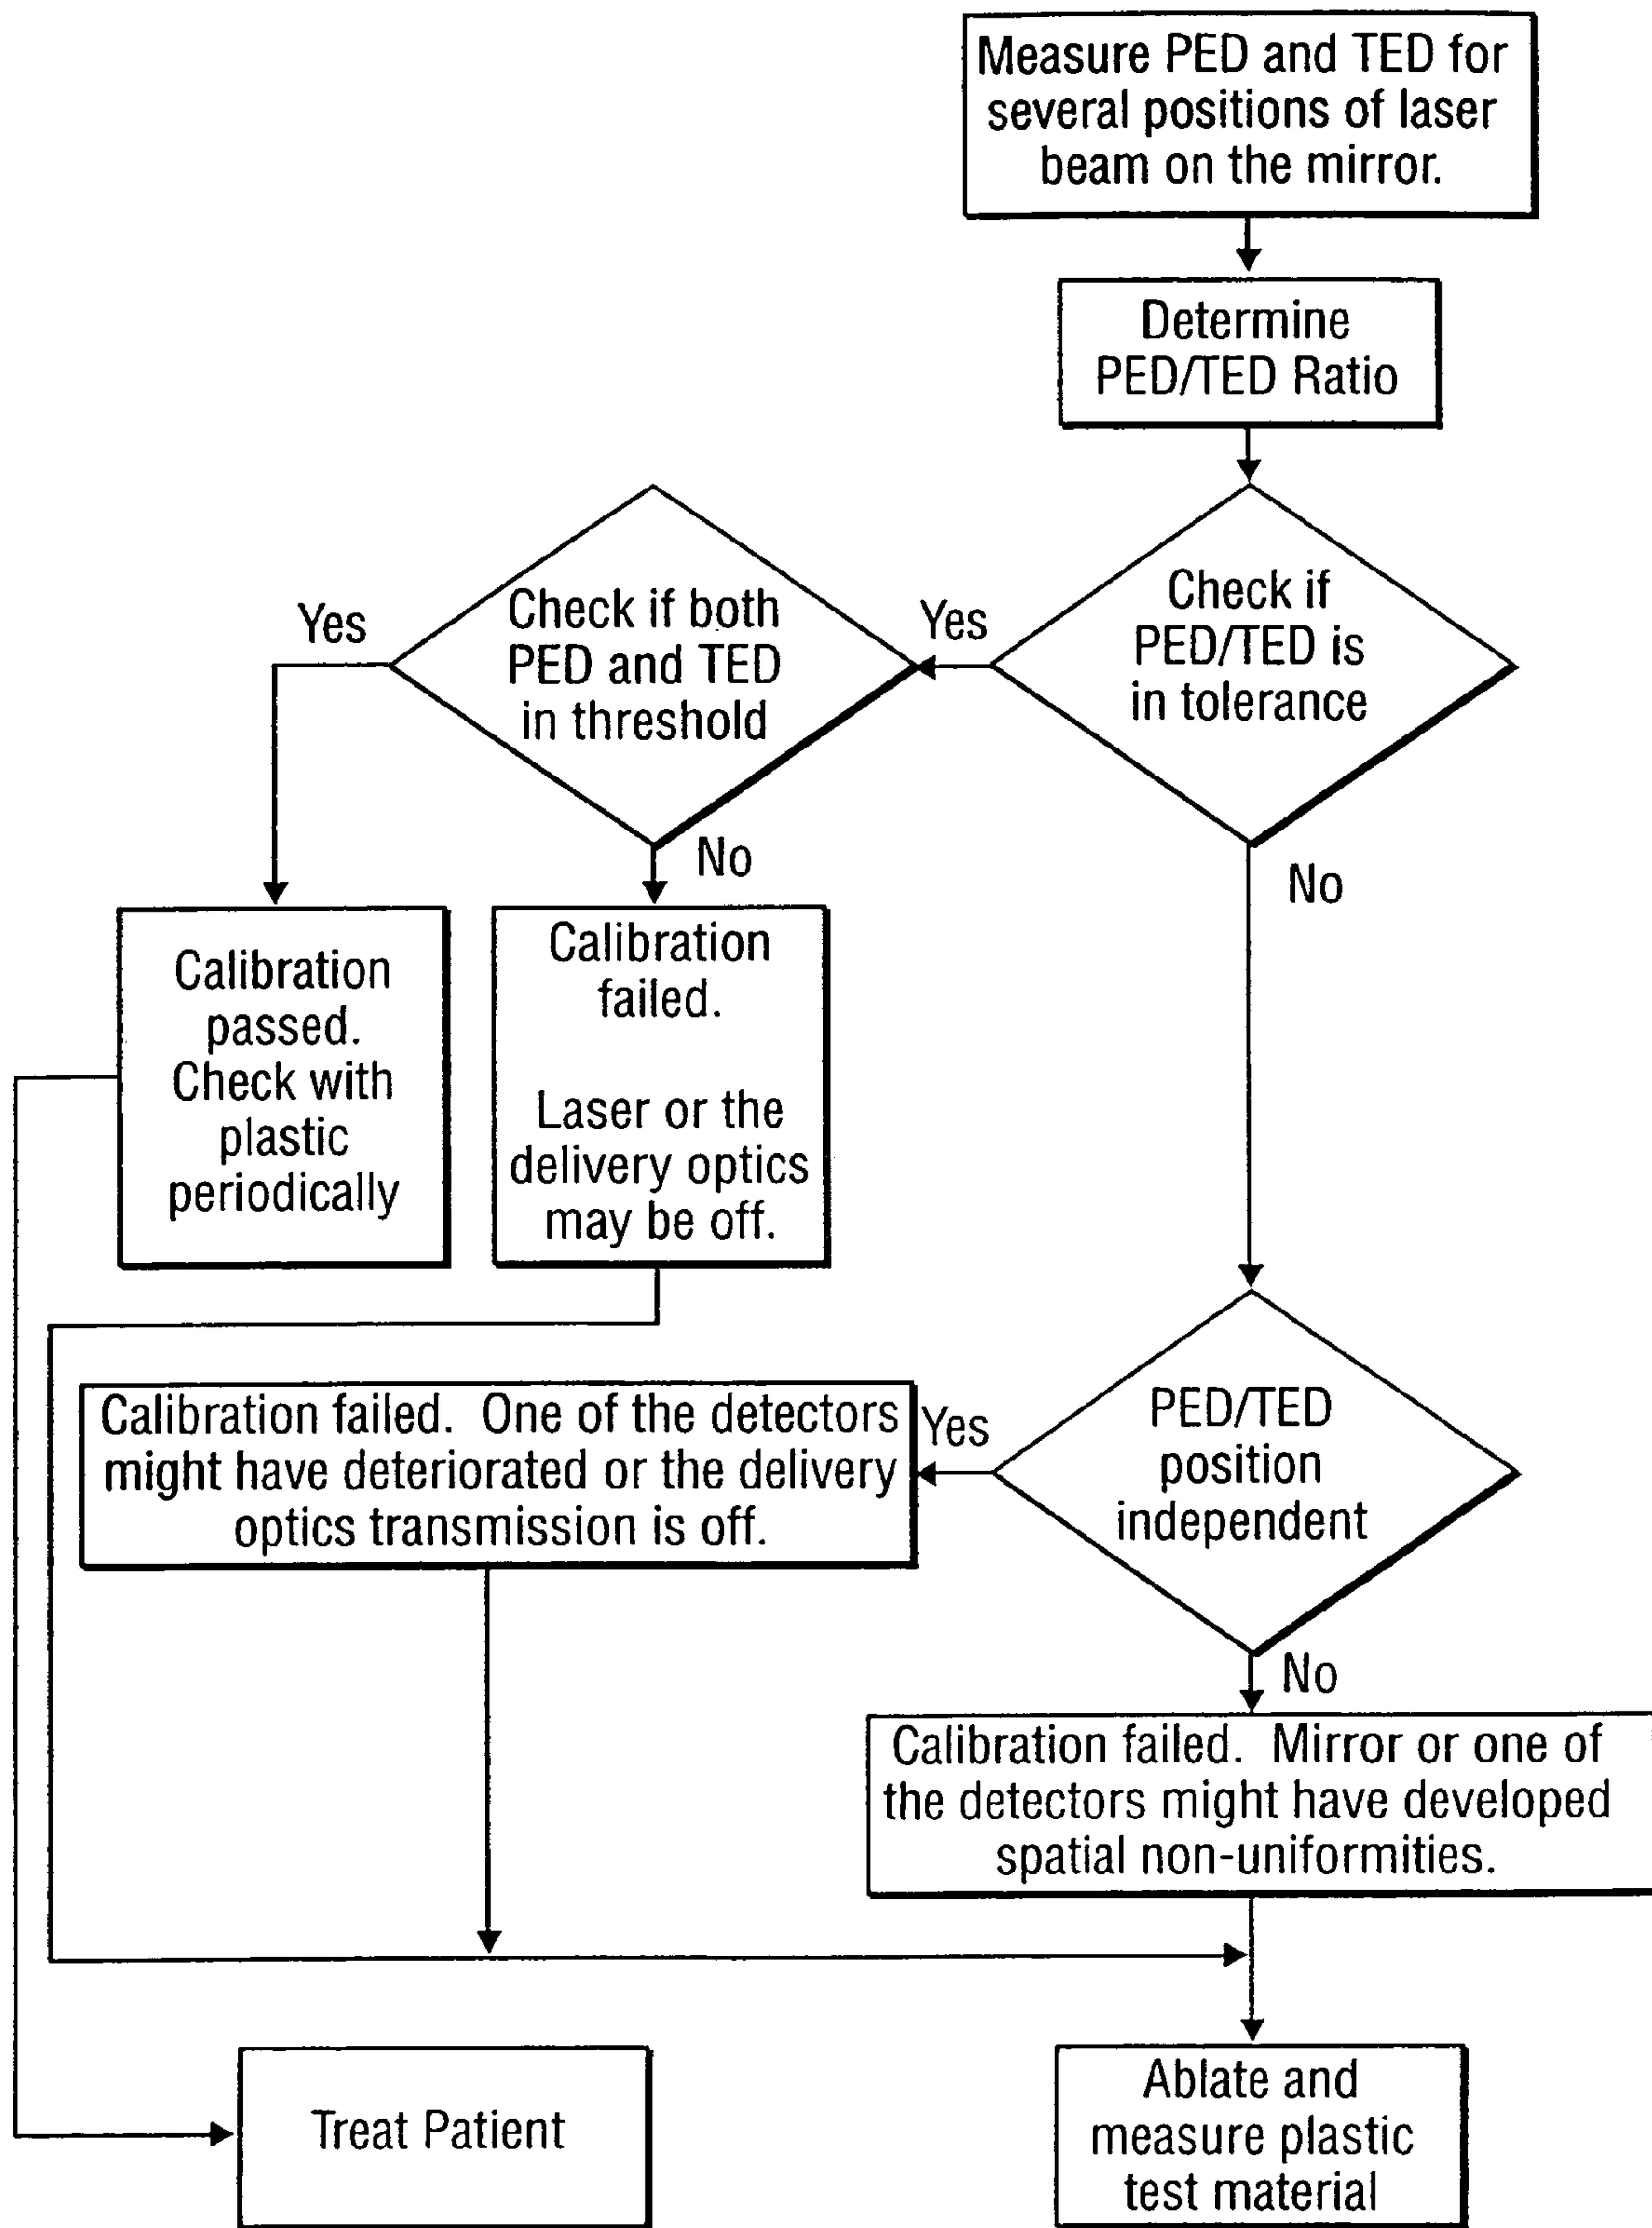 Measure PED and TED for
several positions of laser
beam on the mirror.
Determine
PED/TED Ratio
Check if
PED/TED is
in tolerance
Yes
No
Check if both
PED and TED
in threshold
Yes
No
Calibration
passed.
Check with
plastic
periodically
Calibration
failed.
Laser or the
delivery optics
may be off.
PED/TED
position
independent
Yes
No
Calibration failed. One of the detectors
might have deteriorated or the delivery
optics transmission is off.
Calibration failed. Mirror or one of
the detectors might have developed
spatial non-uniformities.
Treat Patient
Ablate and
measure plastic
test material